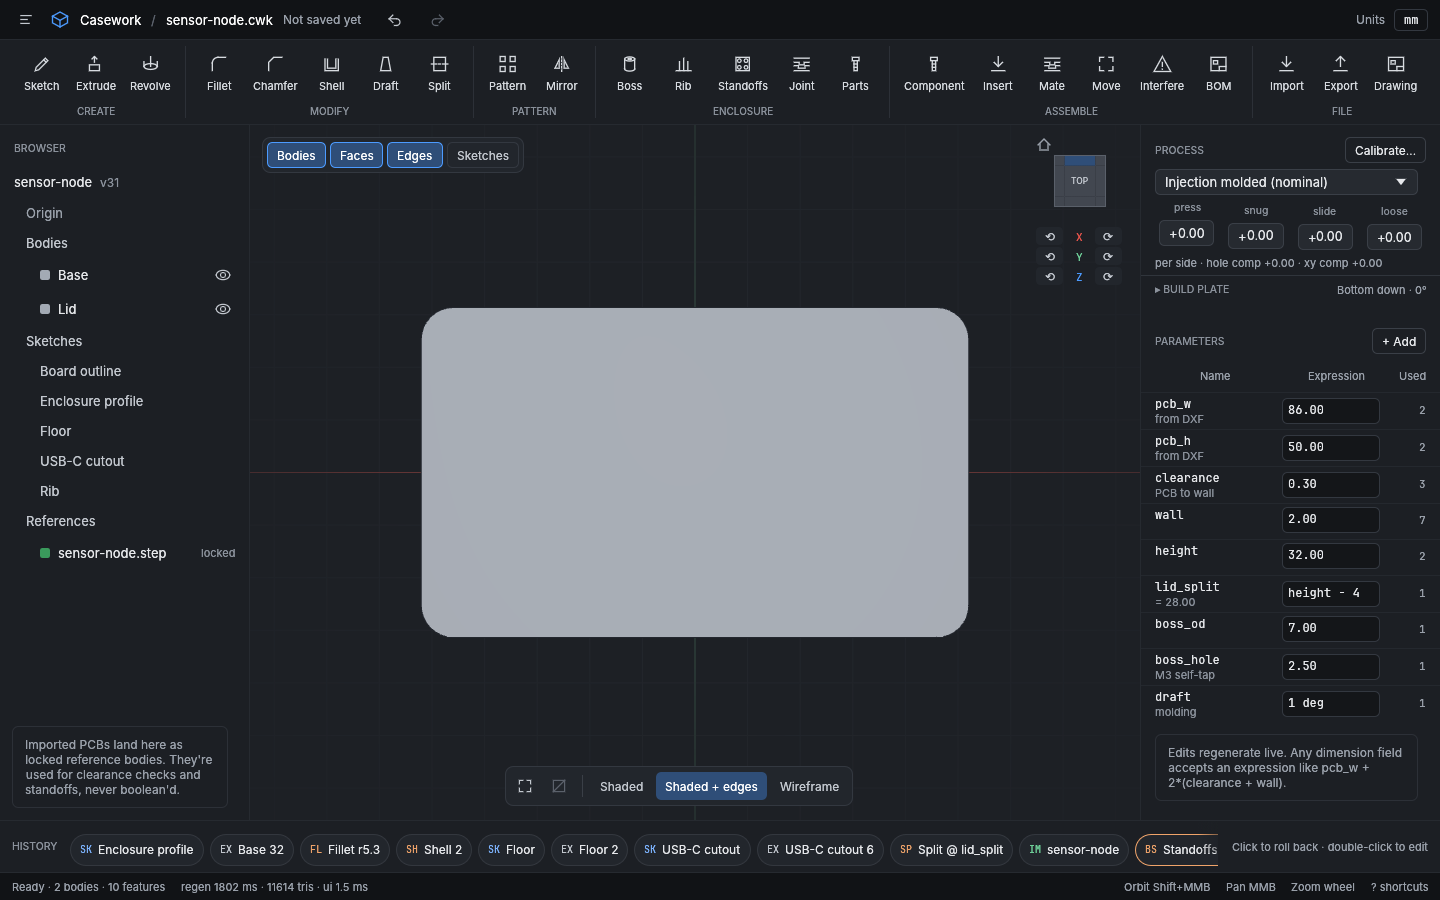 Casework / sensor-node.cwk Not saved yet
Units mm
Sketch Extrude Revolve
CREATE
Fillet Chamfer Shell Draft Split
MODIFY
Pattern Mirror
PATTERN
Boss Rib Standoffs Joint Parts
ENCLOSURE
Component Insert Mate Move Interfere BOM
ASSEMBLE
Import Export Drawing
FILE
BROWSER
sensor-node v31
Origin
Bodies
Base
Lid
Sketches
Board outline
Enclosure profile
Floor
USB-C cutout
Rib
References
sensor-node.step locked
Imported PCBs land here as
locked reference bodies. They're
used for clearance checks and
standoffs, never boolean'd.
Bodies Faces Edges Sketches
TOP
X
Y
Z
Shaded Shaded + edges Wireframe
PROCESS Calibrate...
Injection molded (nominal)
press snug slide loose
+0.00 +0.00 +0.00 +0.00
per side · hole comp +0.00 · xy comp +0.00
▸ BUILD PLATE Bottom down · 0°
PARAMETERS + Add
Name Expression Used
pcb_w 86.00 2
from DXF
pcb_h 50.00 2
from DXF
clearance 0.30 3
PCB to wall
wall 2.00 7
height 32.00 2
lid_split height - 4 1
= 28.00
boss_od 7.00 1
boss_hole 2.50 1
M3 self-tap
draft 1 deg 1
molding
Edits regenerate live. Any dimension field
accepts an expression like pcb_w +
2*(clearance + wall).
HISTORY SK Enclosure profile EX Base 32 FL Fillet r5.3 SH Shell 2 SK Floor EX Floor 2 SK USB-C cutout EX USB-C cutout 6 SP Split @ lid_split IM sensor-node BS Standoffs Click to roll back · double-click to edit
Ready · 2 bodies · 10 features regen 1802 ms · 11614 tris · ui 1.5 ms
Orbit Shift+MMB Pan MMB Zoom wheel ? shortcuts